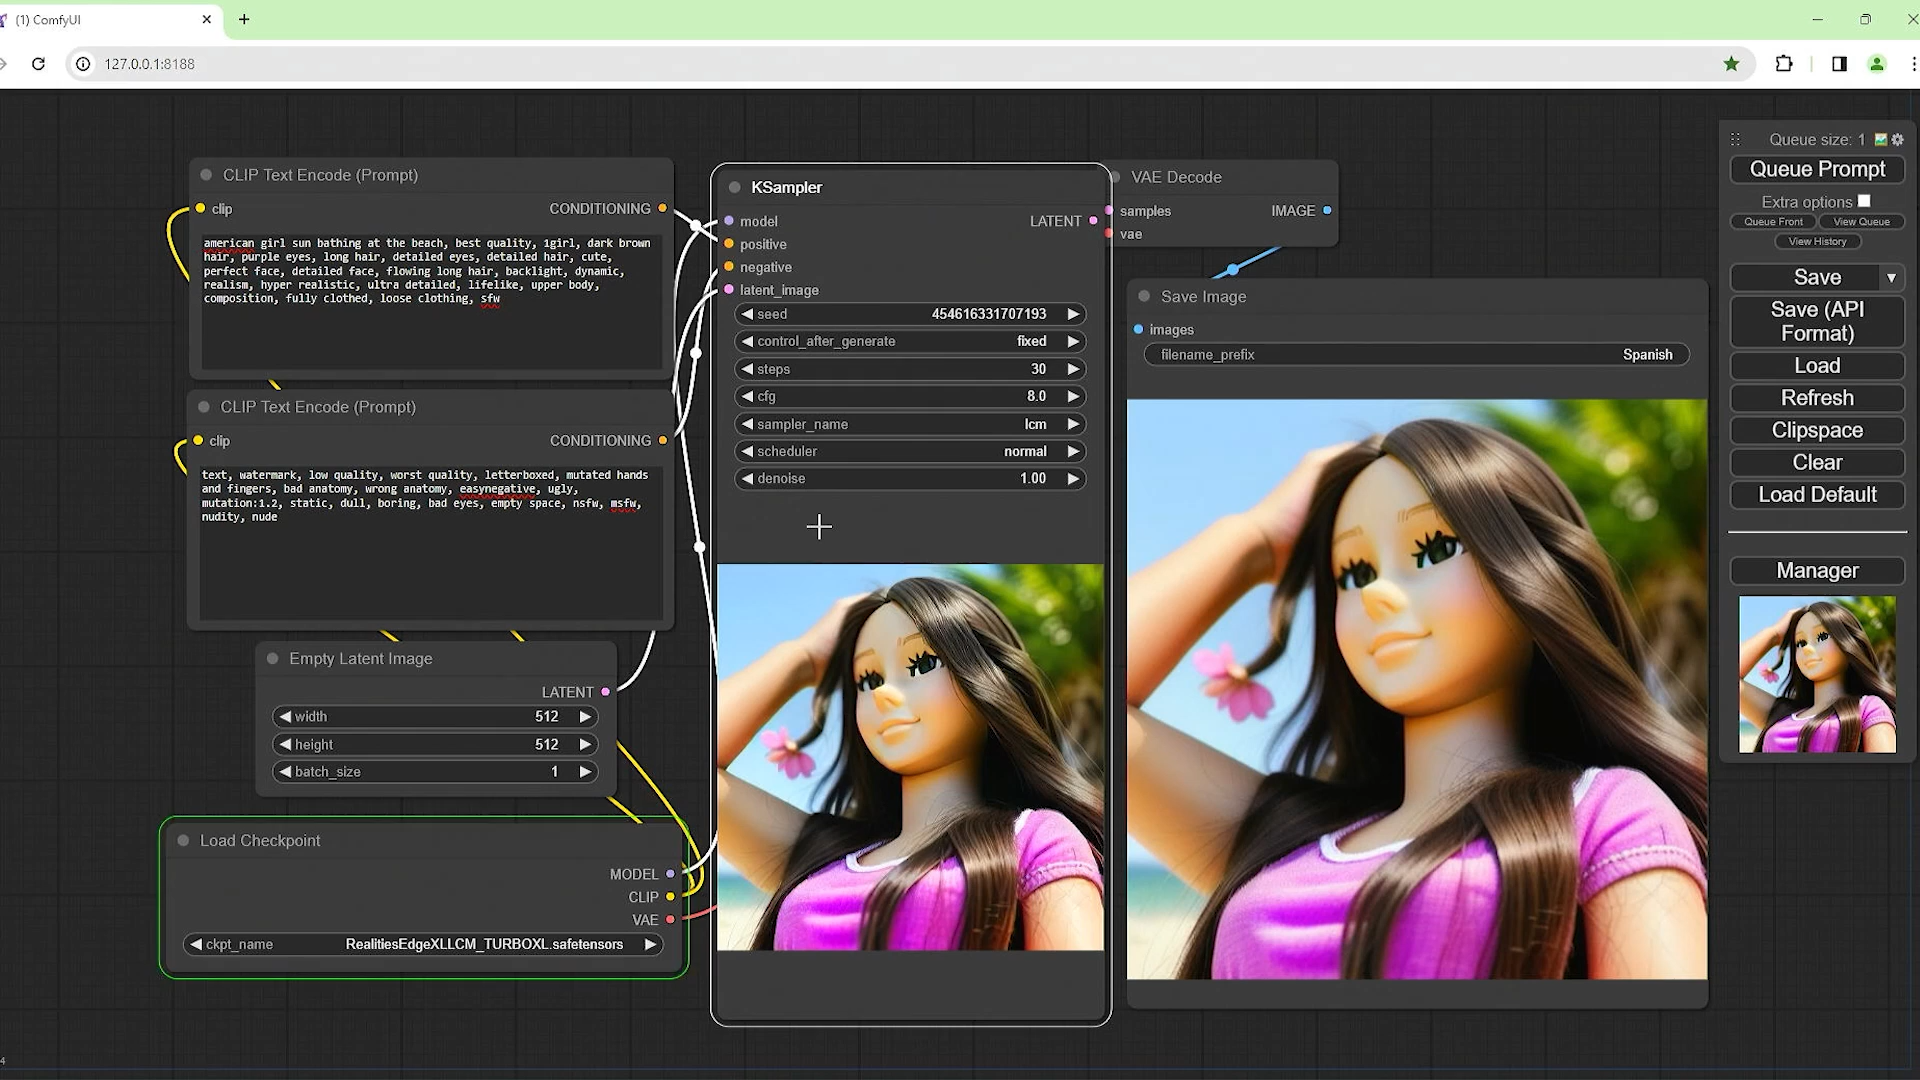 (1) ComfyUI
127.0.0.1:8188
CLIP Text Encode (Prompt)
clip
CONDITIONING
american girl sun bathing at the beach, best quality, 1girl, dark brown
hair, purple eyes, long hair, detailed eyes, detailed hair, cute,
perfect face, detailed face, flowing long hair, backlight, dynamic,
realism, hyper realistic, ultra detailed, lifelike, upper body,
composition, fully clothed, loose clothing, sfw
CLIP Text Encode (Prompt)
clip
CONDITIONING
text, watermark, low quality, worst quality, letterboxed, mutated hands
and fingers, bad anatomy, wrong anatomy, easynegative, ugly,
mutation:1.2, static, dull, boring, bad eyes, empty space, nsfw, msfw,
nudity, nude
Empty Latent Image
LATENT
width 512
height 512
batch_size 1
Load Checkpoint
MODEL
CLIP
VAE
ckpt_name RealitiesEdgeXLLCM_TURBOXL.safetensors
KSampler
model
LATENT
positive
negative
latent_image
seed 454616331707193
control_after_generate fixed
steps 30
cfg 8.0
sampler_name lcm
scheduler normal
denoise 1.00
VAE Decode
samples
IMAGE
vae
Save Image
images
filename_prefix Spanish
Queue size: 1
Queue Prompt
Extra options
Queue Front
View Queue
View History
Save
Save (API
Format)
Load
Refresh
Clipspace
Clear
Load Default
Manager
4